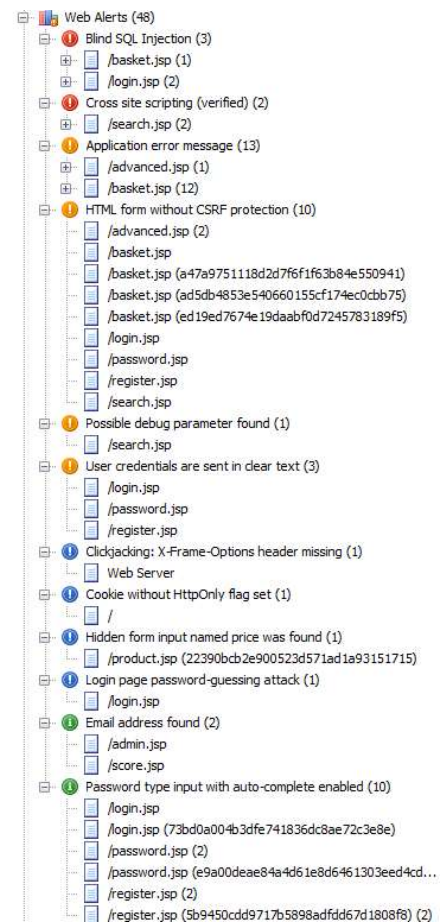 Web Alerts (48)
Blind SQL Injection (3)
/basket.jsp (1)
/login.jsp (2)
Cross site scripting (verified) (2)
/search.jsp (2)
Application error message (13)
/advanced.jsp (1)
/basket.jsp (12)
HTML form without CSRF protection (10)
/advanced.jsp (2)
/basket.jsp
/basket.jsp (a47a9751118d2d7f6f1f63b84e550941)
/basket.jsp (ad5db4853e540660155cf174ec0cbb75)
/basket.jsp (ed19ed7674e19daabf0d7245783189f5)
/login.jsp
/password.jsp
/register.jsp
/search.jsp
Possible debug parameter found (1)
/search.jsp
User credentials are sent in clear text (3)
/login.jsp
/password.jsp
/register.jsp
Clickjacking: X-Frame-Options header missing (1)
Web Server
Cookie without HttpOnly flag set (1)
/
Hidden form input named price was found (1)
/product.jsp (22390bcb2e900523d571ad1a93151715)
Login page password-guessing attack (1)
/login.jsp
Email address found (2)
/admin.jsp
/score.jsp
Password type input with auto-complete enabled (10)
/login.jsp
/login.jsp (73bd0a004b3dfe741836dc8ae72c3e8e)
/password.jsp (2)
/password.jsp (e9a00deae84a4d61e8d6461303eed4cd...
/register.jsp (2)
/register.jsp (5b9450cdd9717b5898adfdd67d1808f8) (2)